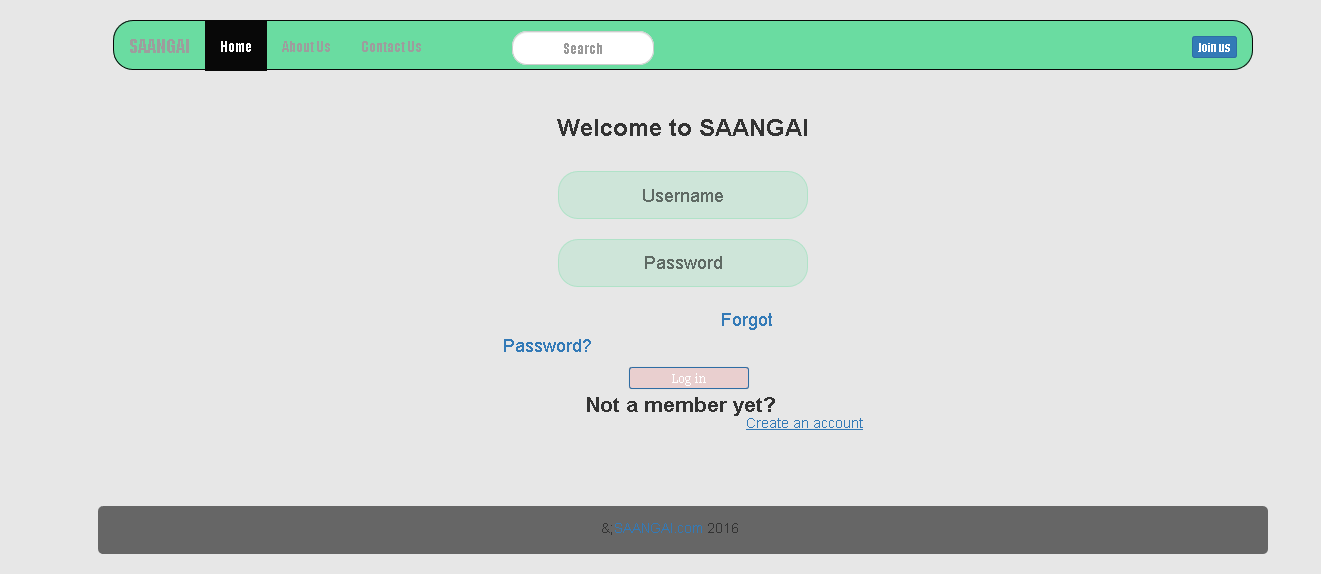 SAANGAI Home About Us Contact Us Search Join us
Welcome to SAANGAI
Username
Password
Forgot
Password?
Log in
Not a member yet?
Create an account
&;SAANGAI.com 2016